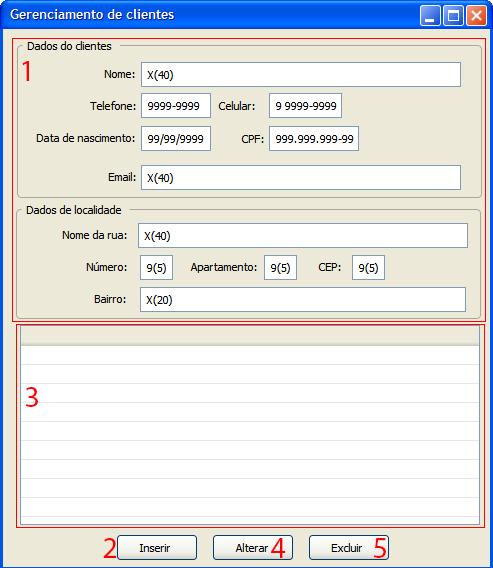 Gerenciamento de clientes
Dados do clientes
1
Nome: X(40)
Telefone: 9999-9999 Celular: 9 9999-9999
Data de nascimento: 99/99/9999 CPF: 999.999.999-99
Email: X(40)
Dados de localidade
Nome da rua: X(40)
Número: 9(5) Apartamento: 9(5) CEP: 9(5)
Bairro: X(20)
3
2 Inserir Alterar 4 Excluir 5